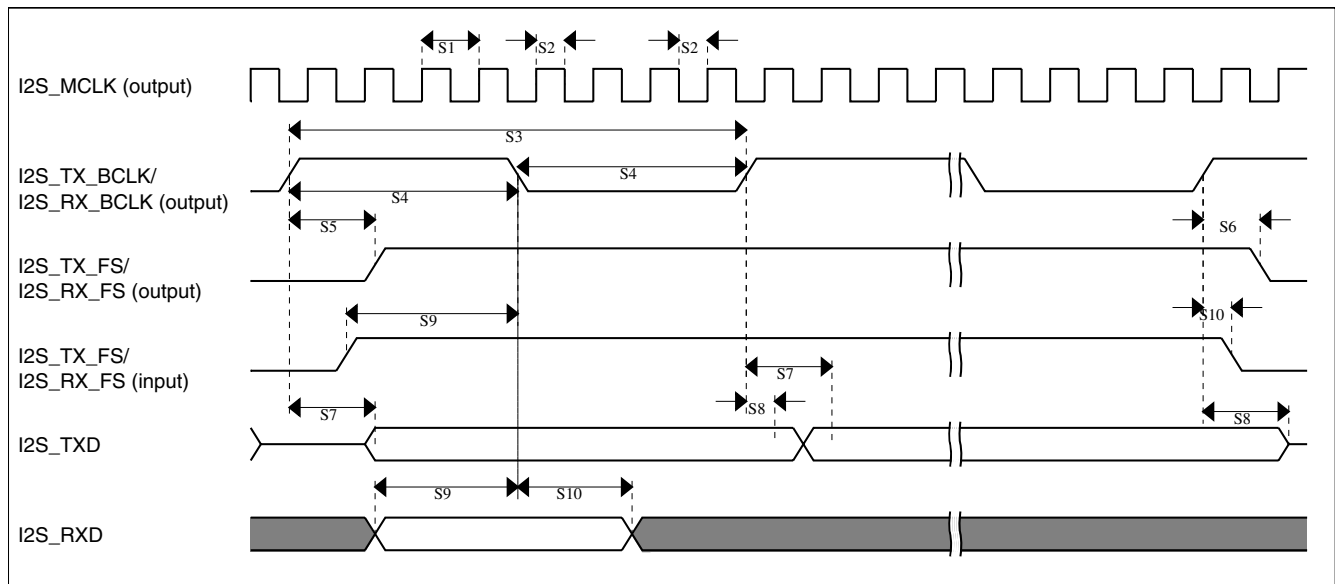 S1 S2 S2
I2S_MCLK (output)
S3
I2S_TX_BCLK/
I2S_RX_BCLK (output)
S4
S4
S5
S6
I2S_TX_FS/
I2S_RX_FS (output)
S9
S10
I2S_TX_FS/
I2S_RX_FS (input)
S7
S7
S8
S8
I2S_TXD
S9 S10
I2S_RXD